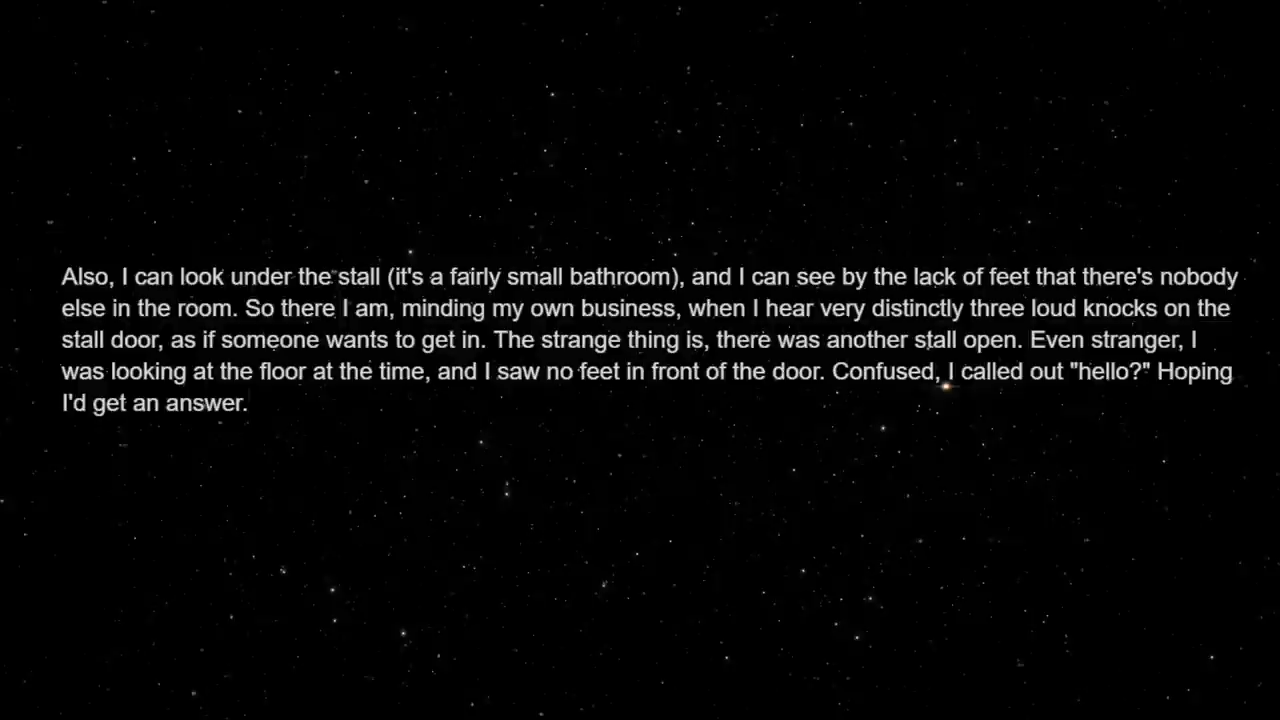 Also, I can look under the stall (it's a fairly small bathroom), and I can see by the lack of feet that there's nobody
else in the room. So there I am, minding my own business, when I hear very distinctly three loud knocks on the
stall door, as if someone wants to get in. The strange thing is, there was another stall open. Even stranger, I
was looking at the floor at the time, and I saw no feet in front of the door. Confused, I called out "hello?" Hoping
I'd get an answer.